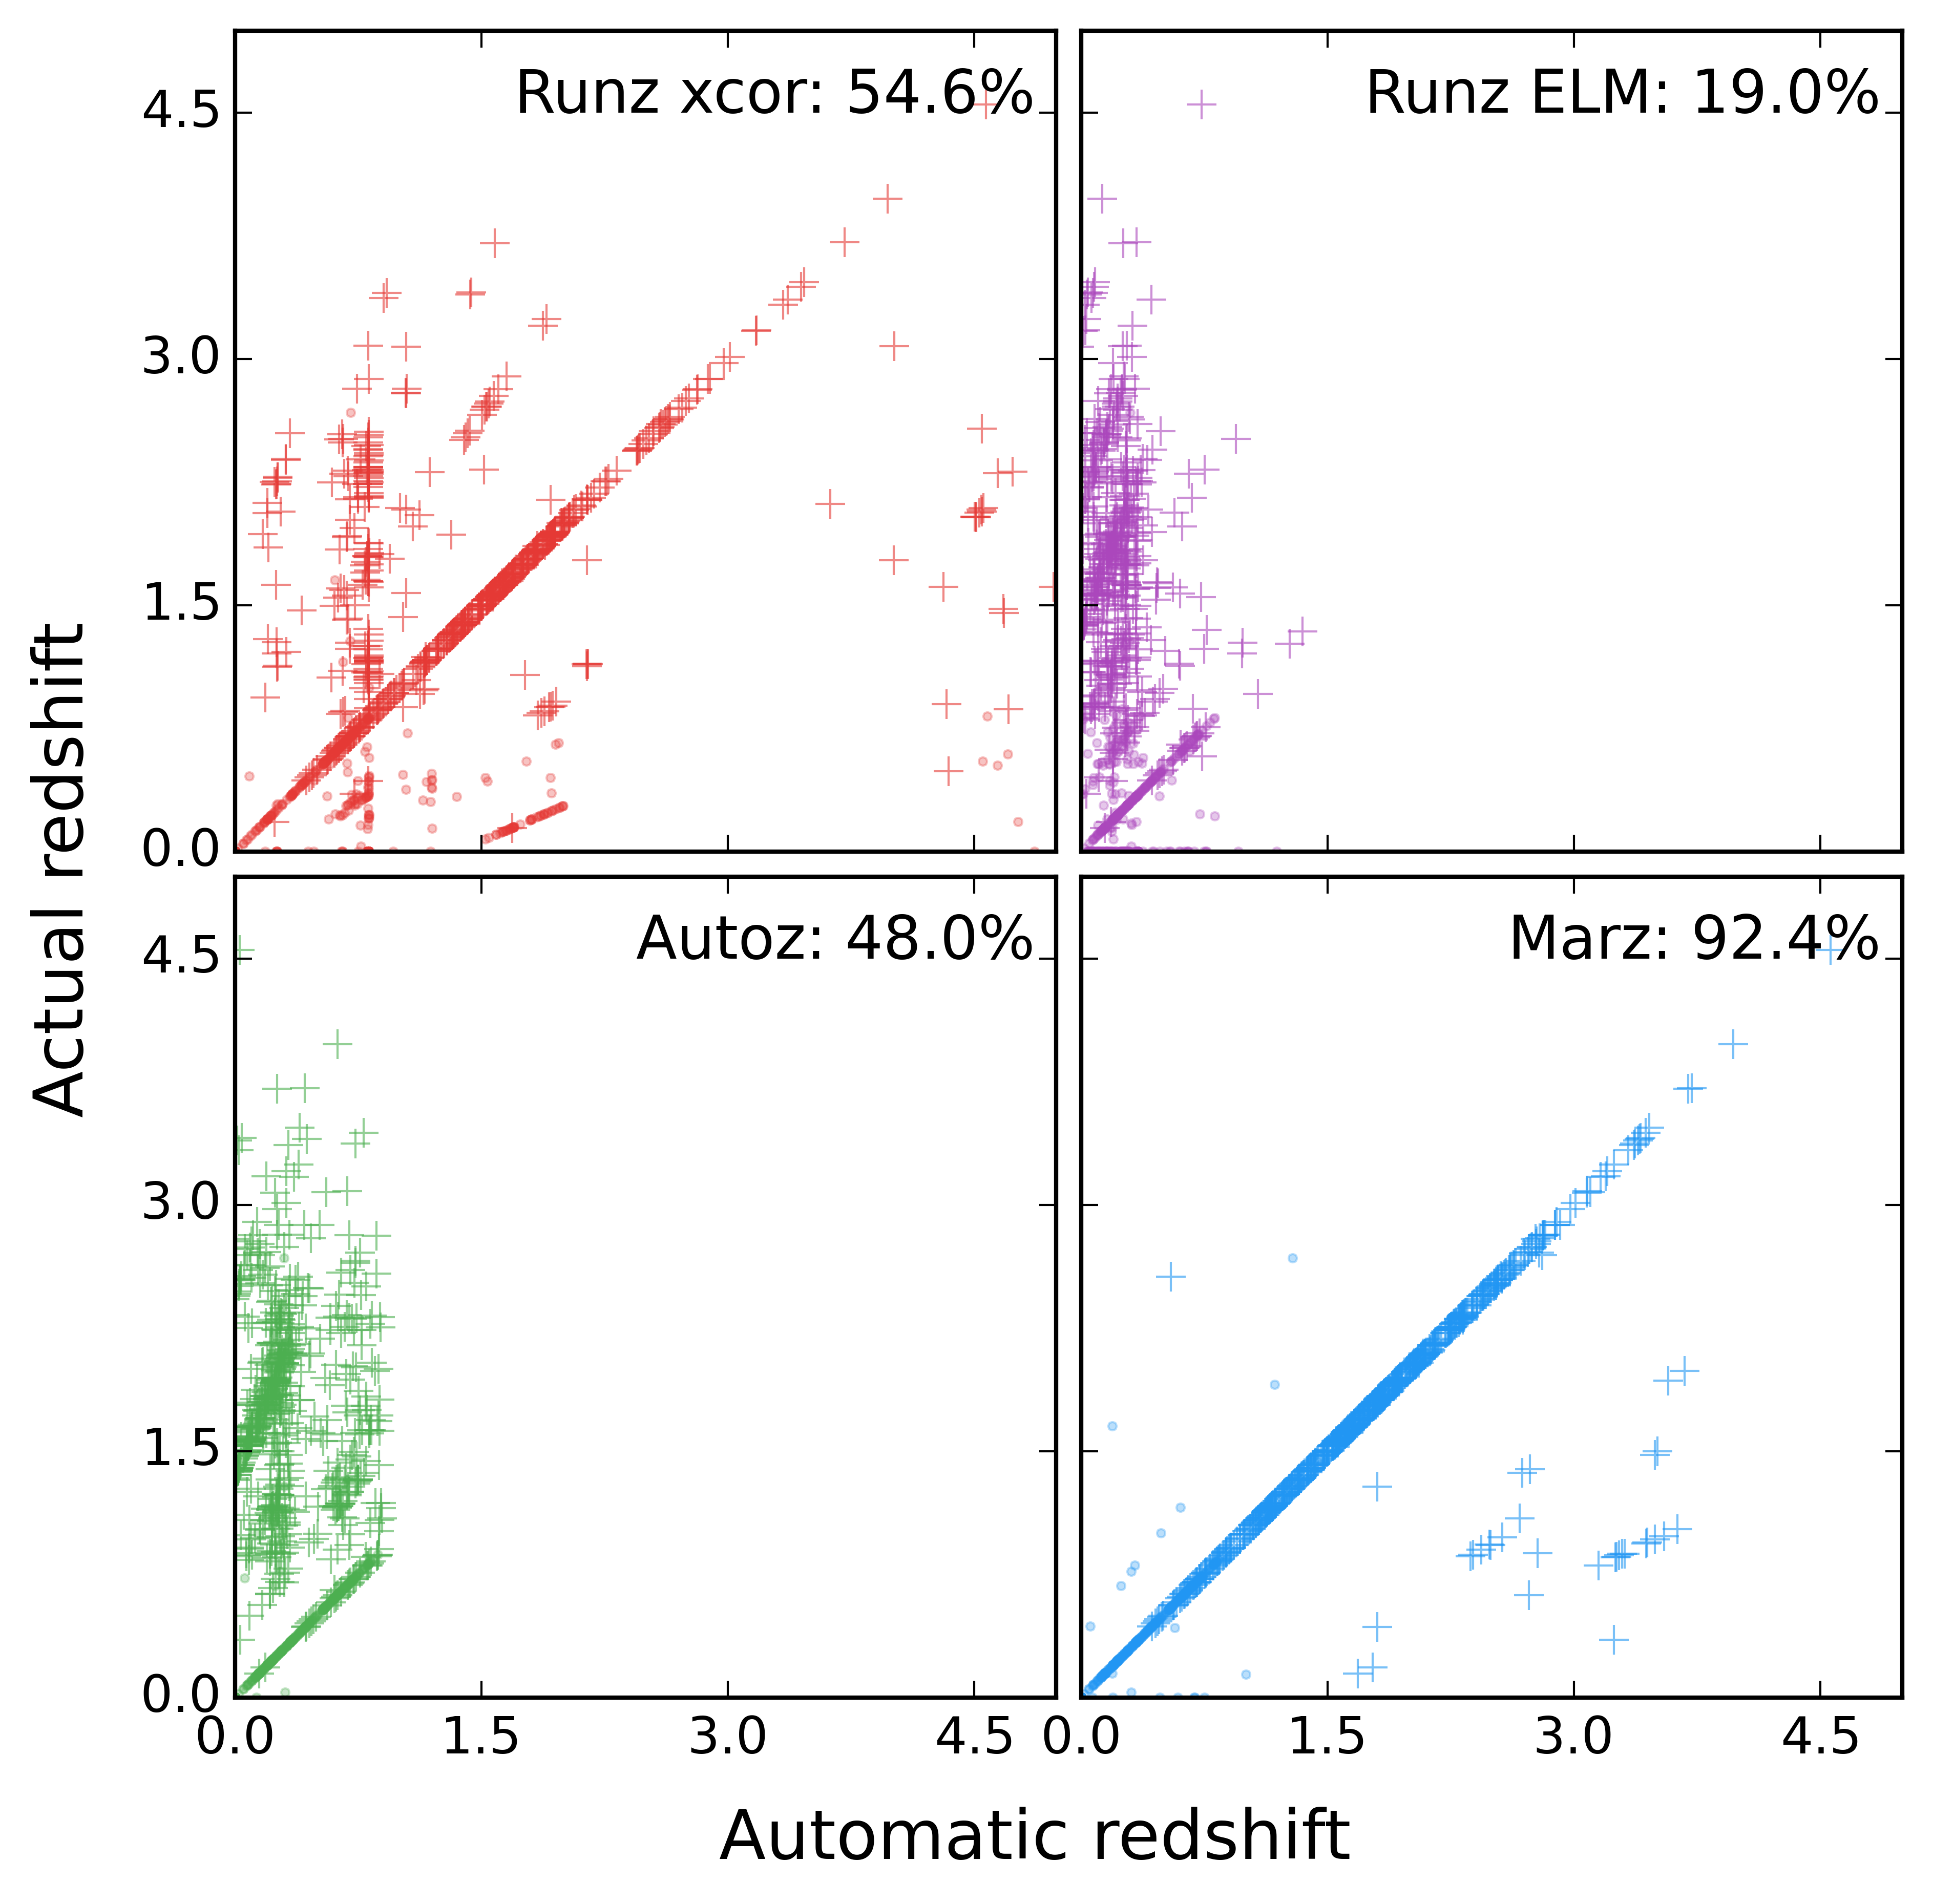 Actual redshift
4.5
3.0
1.5
0.0
Runz xcor: 54.6%
Runz ELM: 19.0%
4.5
3.0
1.5
0.0
Autoz: 48.0%
Marz: 92.4%
0.0 1.5 3.0 4.5
0.0 1.5 3.0 4.5
Automatic redshift